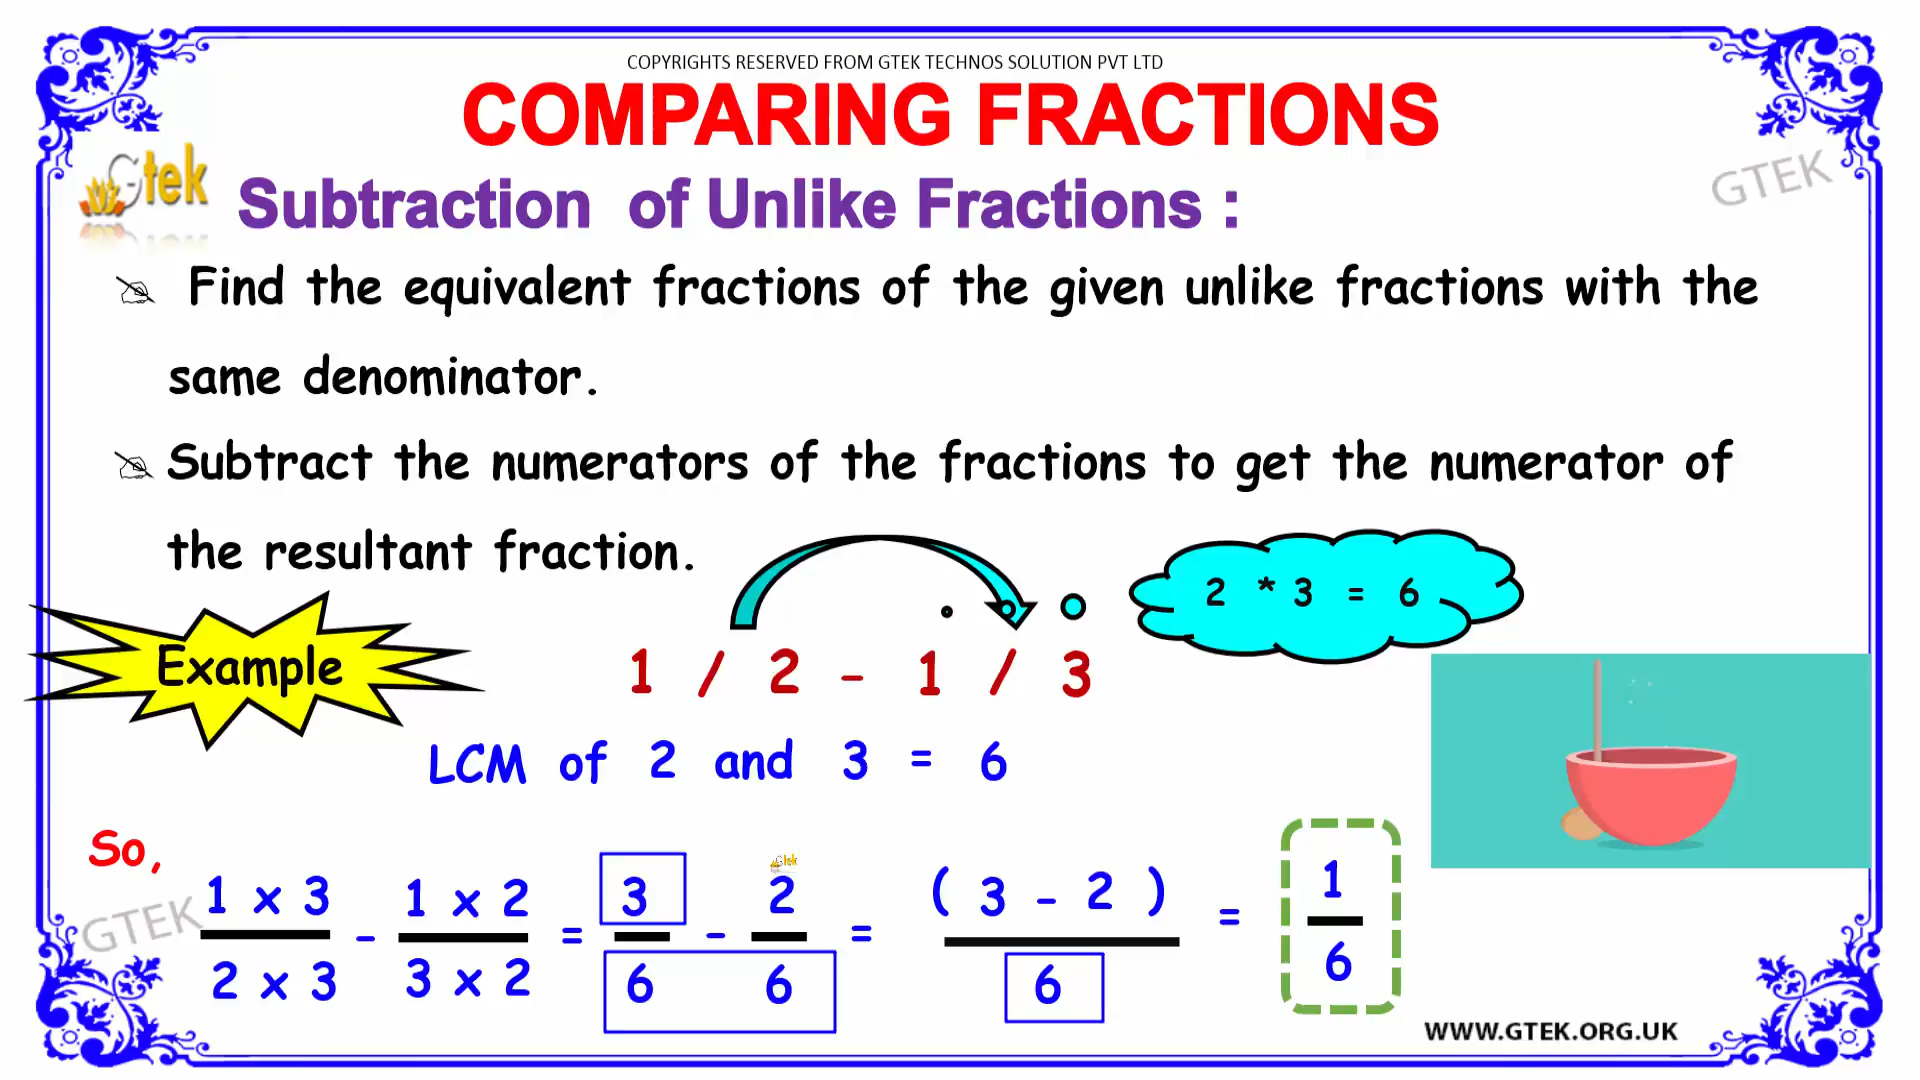 COPYRIGHTS RESERVED FROM GTEK TECHNOS SOLUTION PVT LTD
COMPARING FRACTIONS
Gtek
GTEK
Subtraction of Unlike Fractions :
Find the equivalent fractions of the given unlike fractions with the
same denominator.
Subtract the numerators of the fractions to get the numerator of
the resultant fraction.
2 * 3 = 6
Example
1 / 2 - 1 / 3
LCM of 2 and 3 = 6
So,
Gtek
1 x 3 1 x 2 3 2 ( 3 - 2 ) 1
- = - = =
2 x 3 3 x 2 6 6 6 6
GTEK
WWW.GTEK.ORG.UK